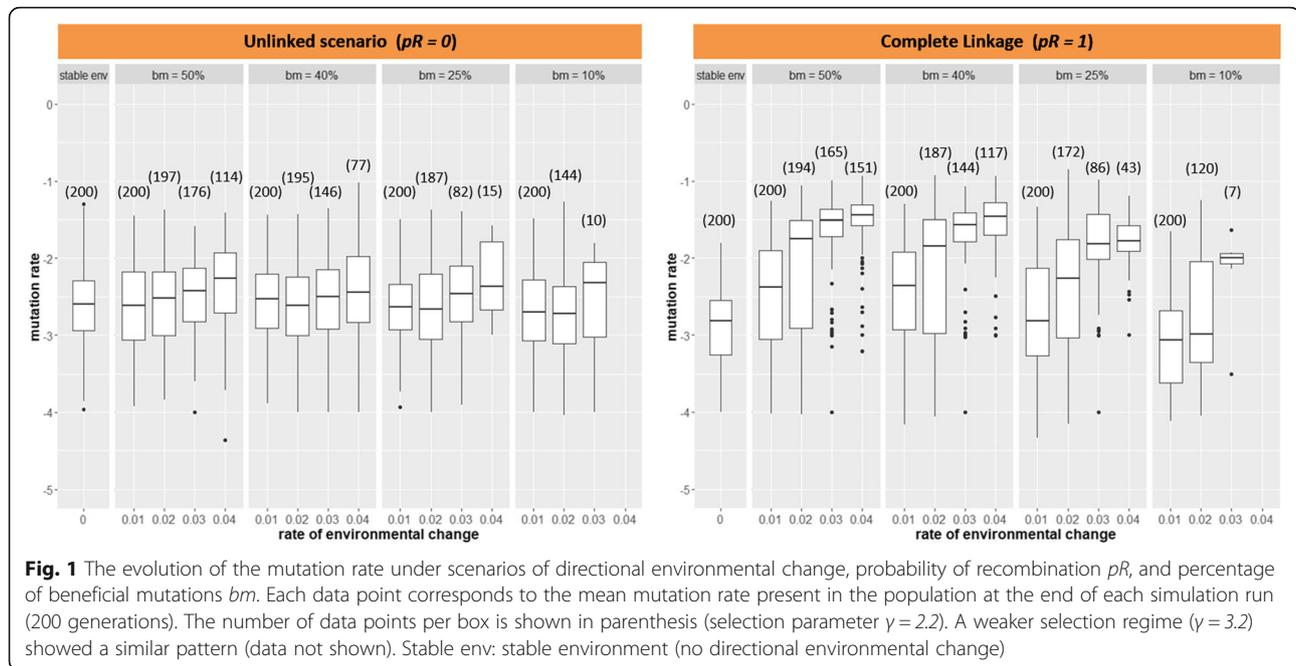 Unlinked scenario (pR = 0)
stable env
bm = 50%
bm = 40%
bm = 25%
bm = 10%
0
-1
-2
-3
-4
-5
mutation rate
(200)
(200)
(197)
(176)
(114)
(200)
(195)
(146)
(77)
(200)
(187)
(82)
(15)
(200)
(144)
(10)
0
0.01 0.02 0.03 0.04
0.01 0.02 0.03 0.04
0.01 0.02 0.03 0.04
0.01 0.02 0.03 0.04
rate of environmental change
Complete Linkage (pR = 1)
stable env
bm = 50%
bm = 40%
bm = 25%
bm = 10%
0
-1
-2
-3
-4
-5
mutation rate
(200)
(200)
(194)
(165)
(151)
(200)
(187)
(144)
(117)
(200)
(172)
(86)
(43)
(200)
(120)
(7)
0
0.01 0.02 0.03 0.04
0.01 0.02 0.03 0.04
0.01 0.02 0.03 0.04
0.01 0.02 0.03 0.04
rate of environmental change
Fig. 1 The evolution of the mutation rate under scenarios of directional environmental change, probability of recombination pR, and percentage
of beneficial mutations bm. Each data point corresponds to the mean mutation rate present in the population at the end of each simulation run
(200 generations). The number of data points per box is shown in parenthesis (selection parameter γ = 2.2). A weaker selection regime (γ = 3.2)
showed a similar pattern (data not shown). Stable env: stable environment (no directional environmental change)